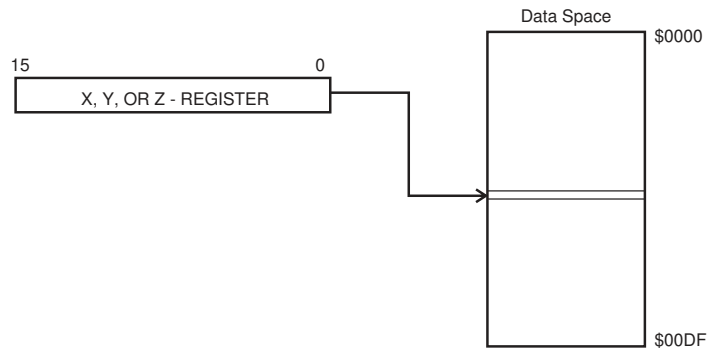 Data Space
$0000
15 0
X, Y, OR Z - REGISTER
$00DF